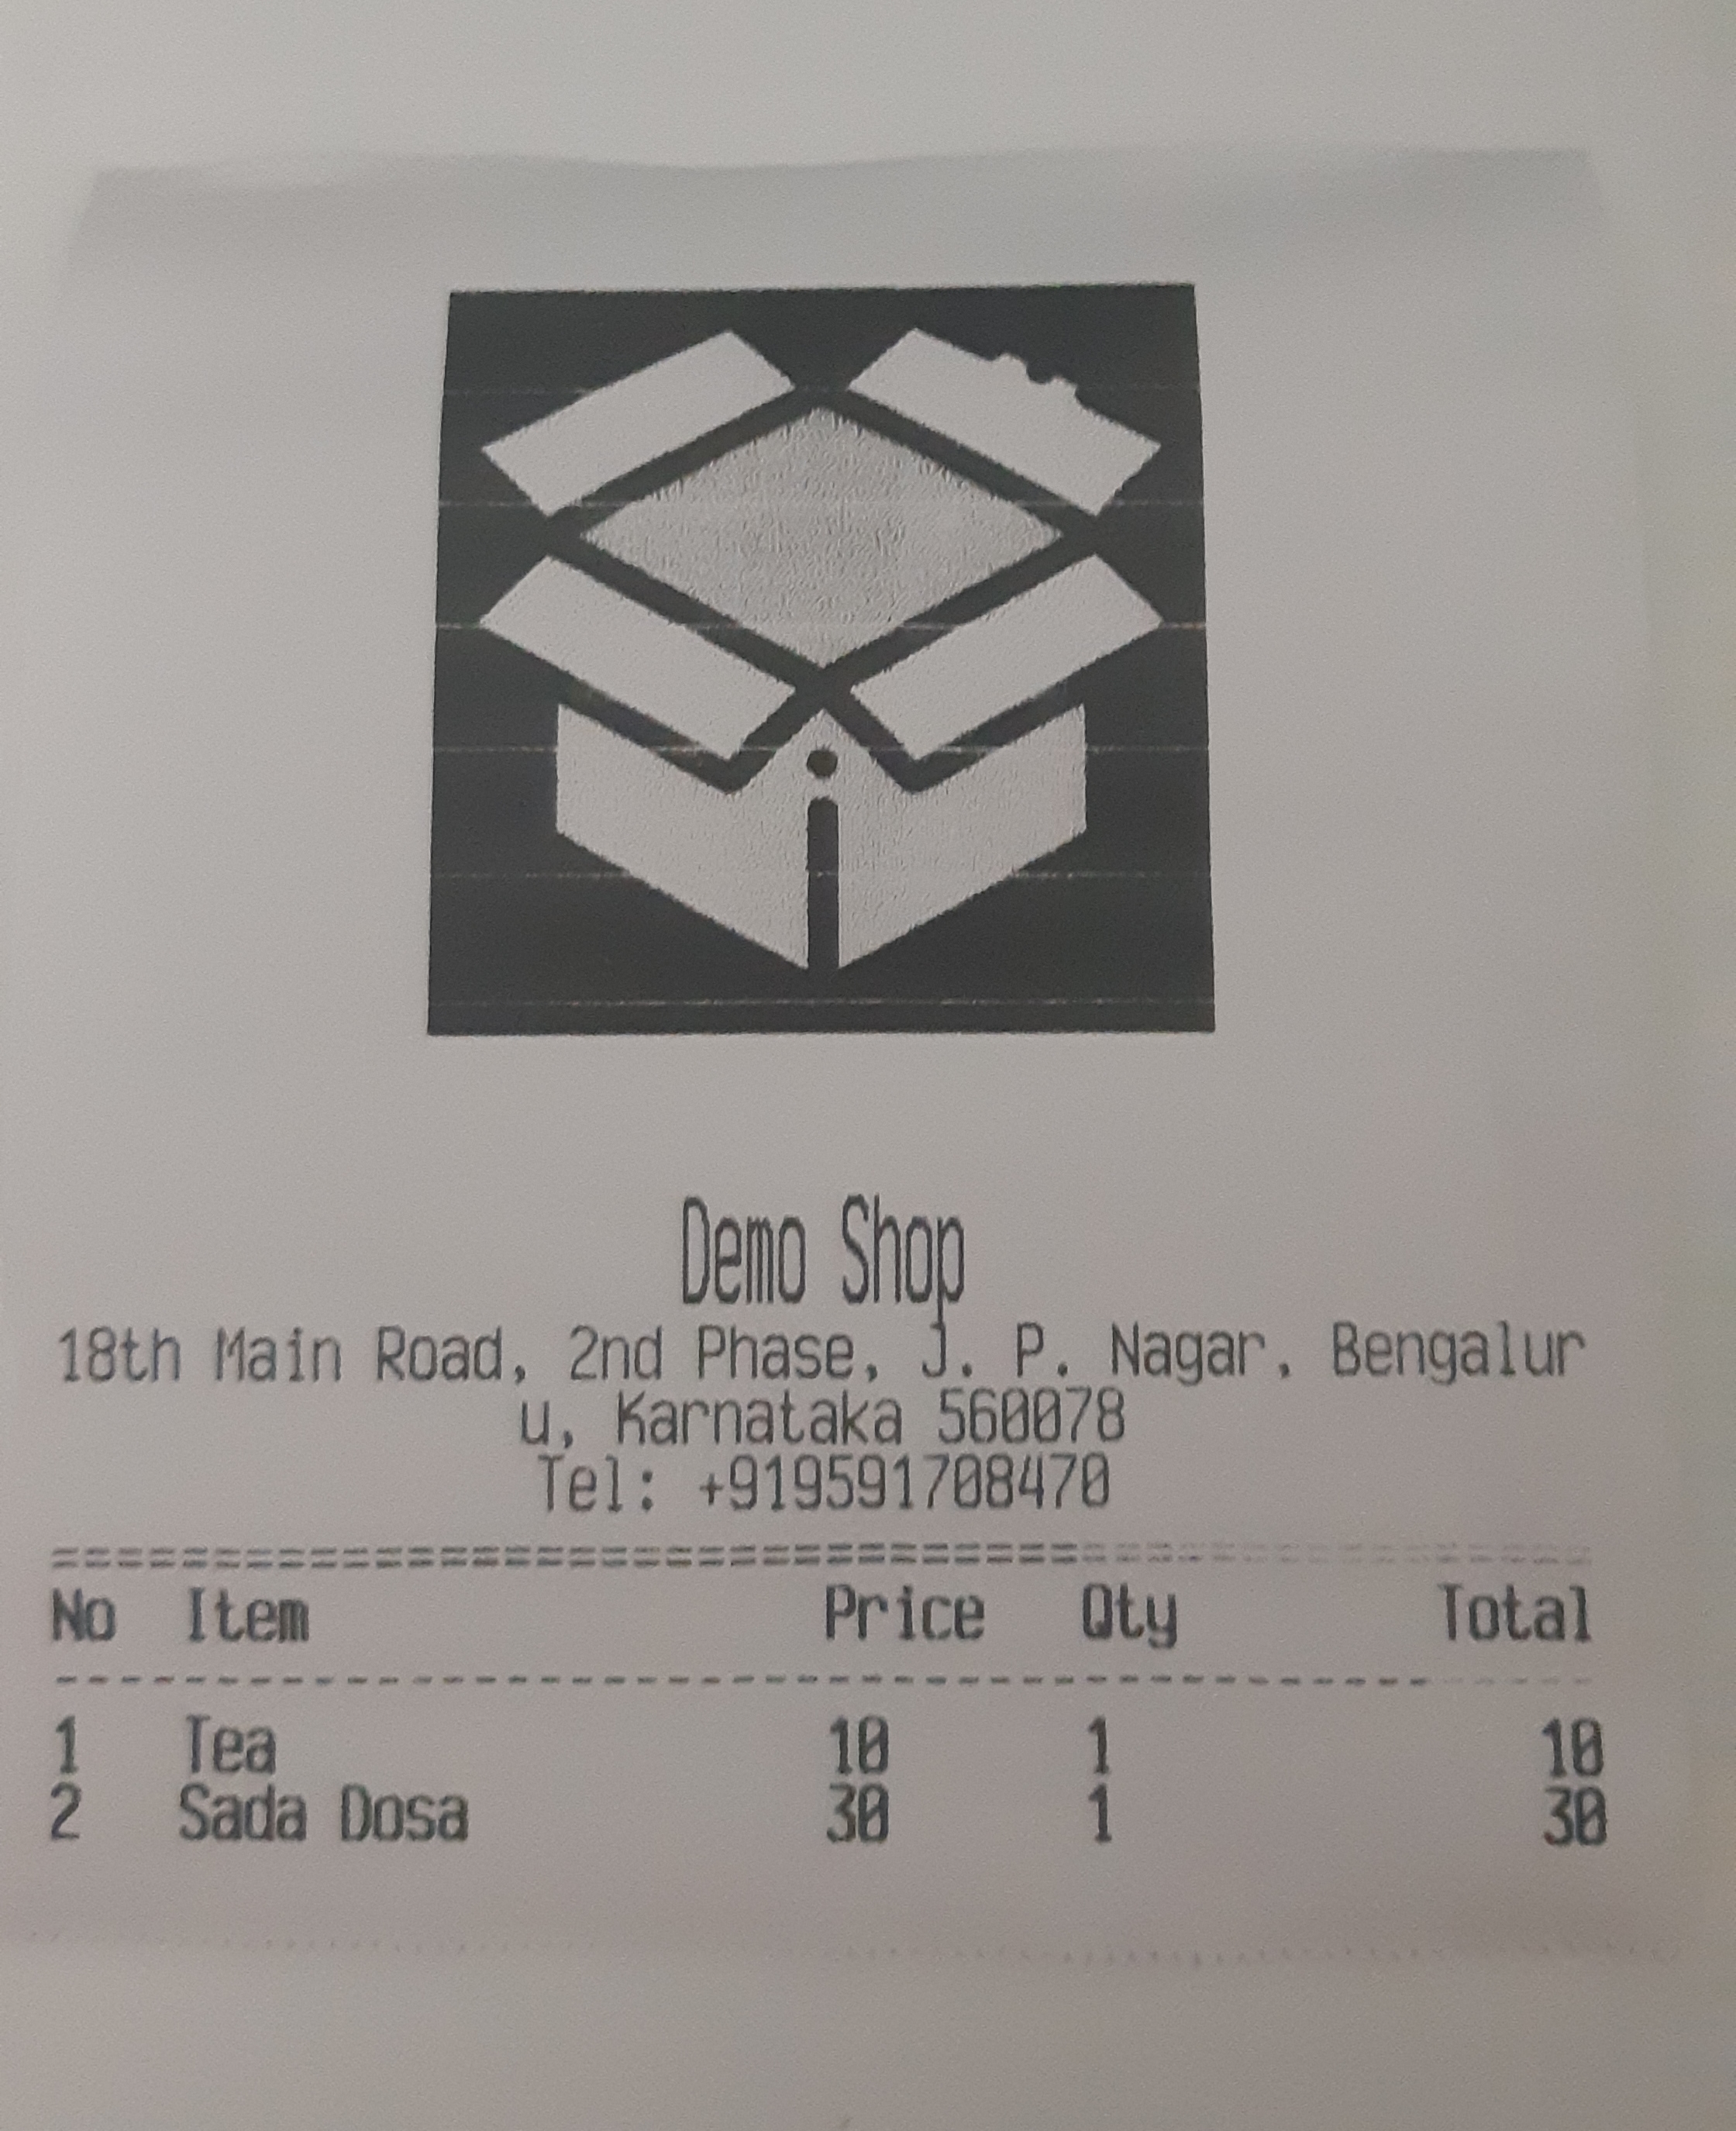 Demo Shop
18th Main Road, 2nd Phase, J. P. Nagar, Bengalur
u, Karnataka 560078
Tel: +919591708470
================================================
No Item Price Qty Total
------------------------------------------------
1 Tea 10 1 10
2 Sada Dosa 30 1 30